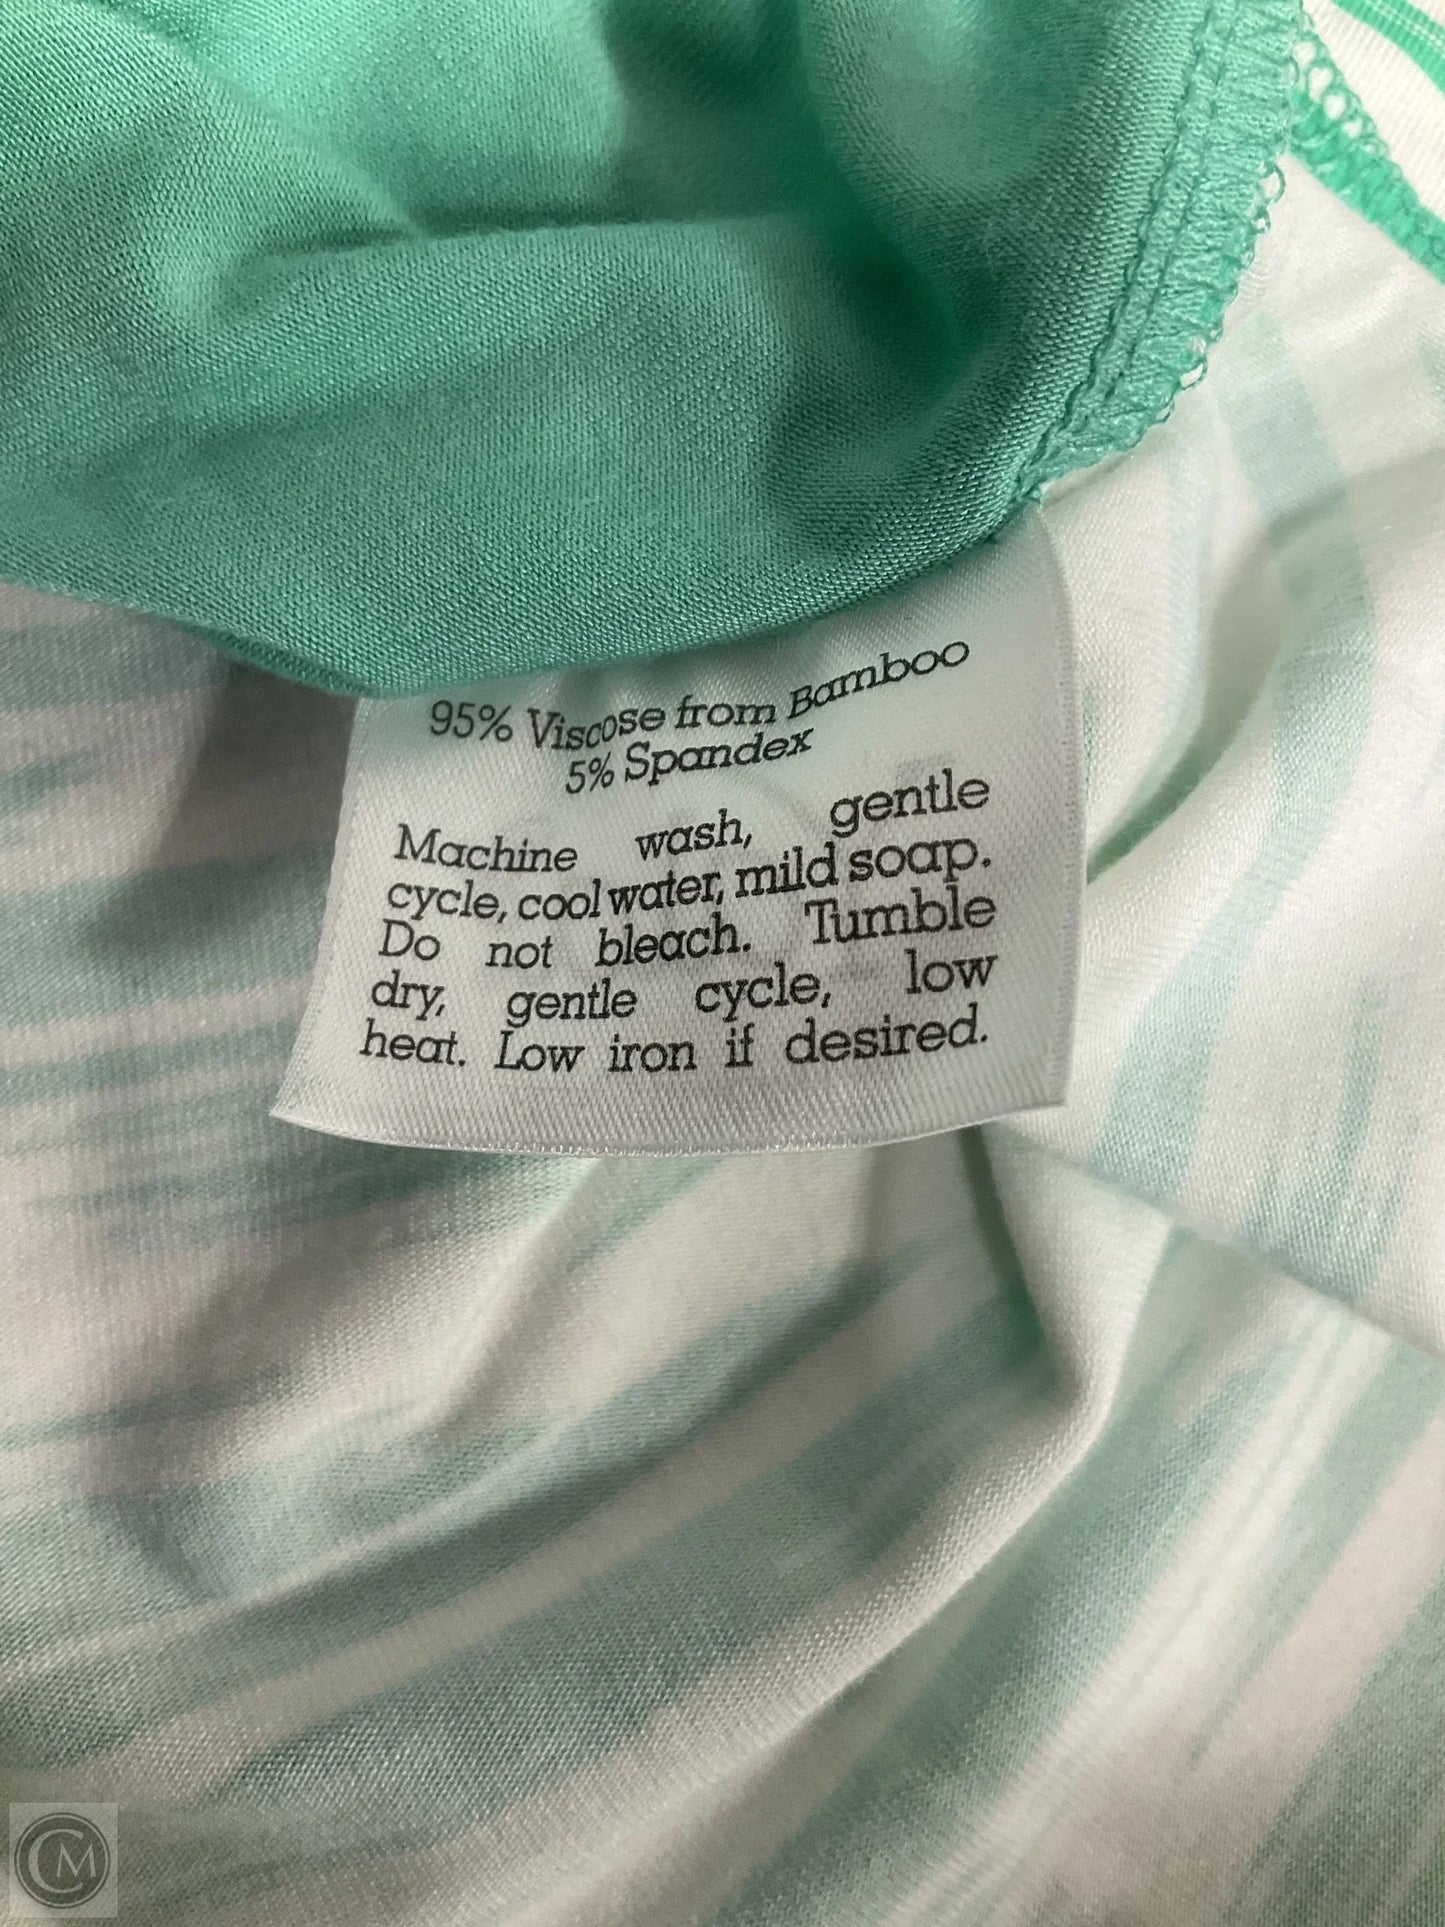 95% Viscose from Bamboo
5% Spandex
Machine wash, gentle
cycle, cool water, mild soap.
Do not bleach. Tumble
dry, gentle cycle, low
heat. Low iron if desired.
CM